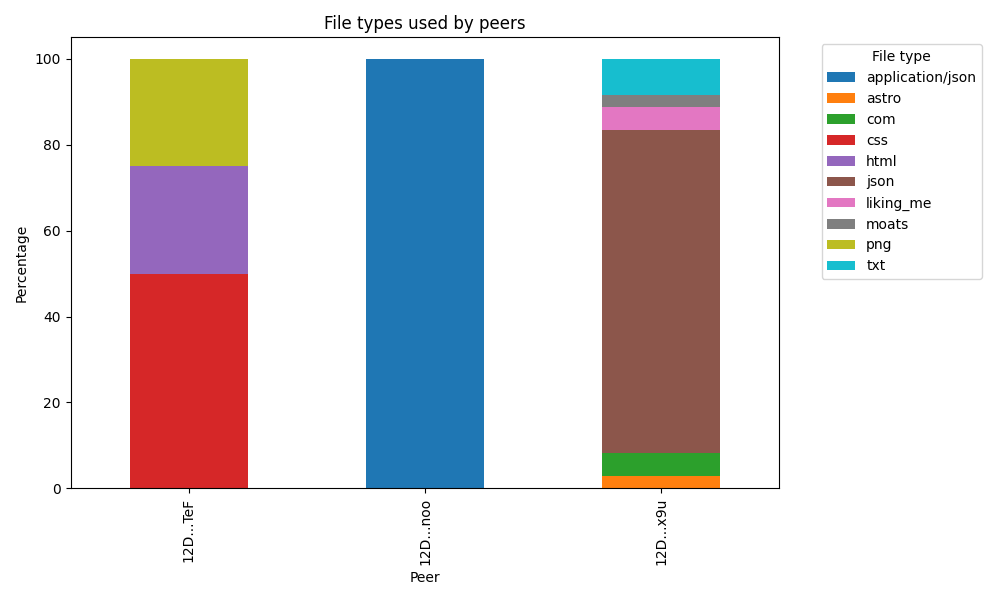 File types used by peers
Percentage
100
80
60
40
20
0
12D...TeF
12D...noo
12D...x9u
Peer
File type
application/json
astro
com
css
html
json
liking_me
moats
png
txt